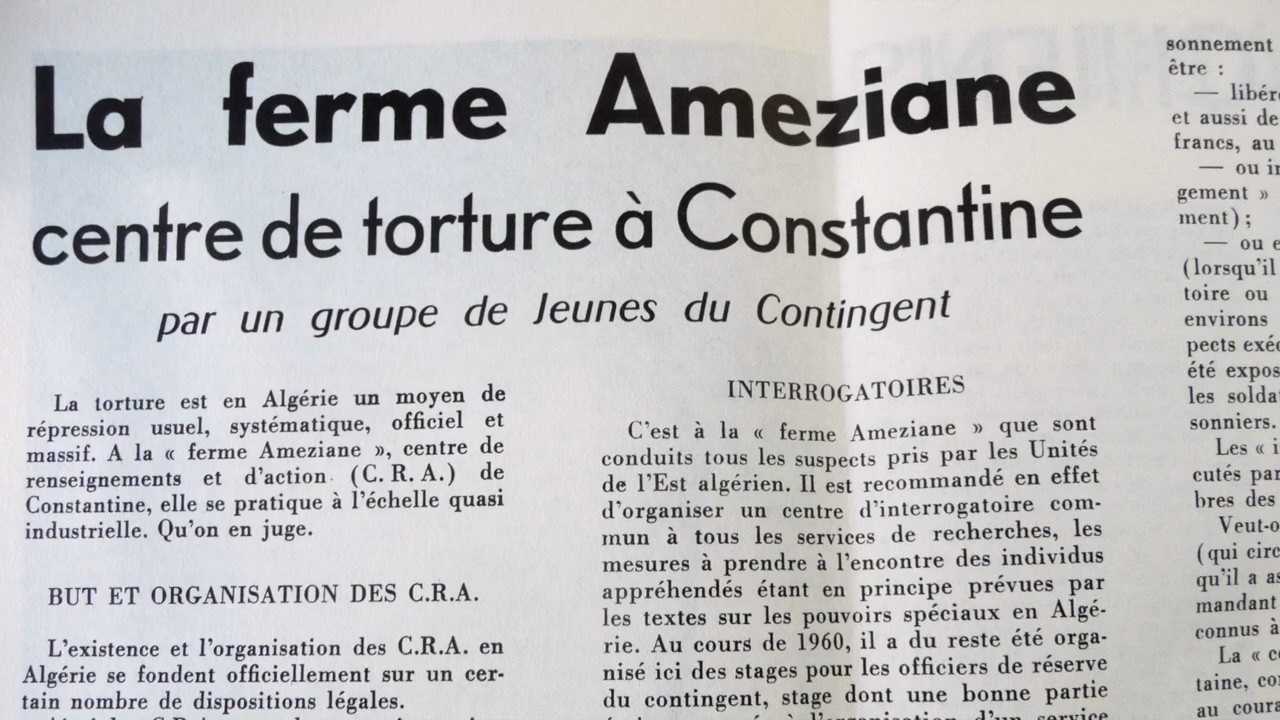 La ferme Ameziane
centre de torture à Constantine
par un groupe de Jeunes du Contingent
La torture est en Algérie un moyen de
répression usuel, systématique, officiel et
massif. A la « ferme Ameziane », centre de
renseignements et d'action (C. R. A.) de
Constantine, elle se pratique à l'échelle quasi
industrielle. Qu'on en juge.
BUT ET ORGANISATION DES C.R.A.
L'existence et l'organisation des C.R.A. en
Algérie se fondent officiellement sur un cer-
tain nombre de dispositions légales.
INTERROGATOIRES
C'est à la « ferme Ameziane » que sont
conduits tous les suspects pris par les Unités
de l'Est algérien. Il est recommandé en effet
d'organiser un centre d'interrogatoire com-
mun à tous les services de recherches, les
mesures à prendre à l'encontre des individus
appréhendés étant en principe prévues par
les textes sur les pouvoirs spéciaux en Algé-
rie. Au cours de 1960, il a du reste été orga-
nisé ici des stages pour les officiers de réserve
du contingent, stage dont une bonne partie
sonnement
être :
— libéré
et aussi de
francs, au
— ou in
gement »
ment) ;
— ou e
(lorsqu'il
toire ou
environs
pects exéc
été expos
les solda
sonniers.
Les « i
cutés par
bres des
Veut-o
(qui circ
qu'il a as
mandant
connus à
La « ce
taine, co
au coura